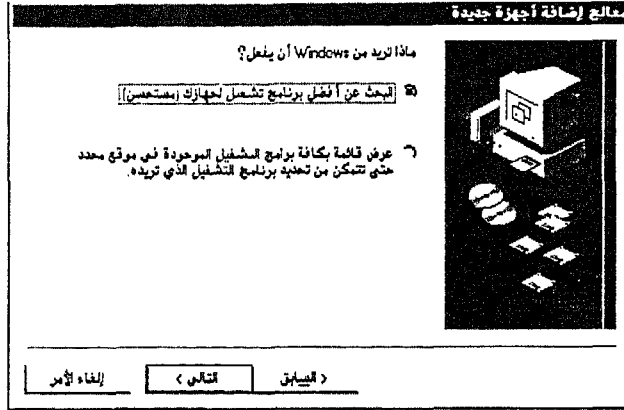 معالج إضافة أجهزة جديدة
ماذا تريد من Windows أن يفعل؟
البحث عن أفضل برنامج تشغيل لجهازك (مستحسن)
عرض قائمة بكافة برامج التشغيل الموجودة في موقع محدد
حتى تتمكن من تحديد برنامج التشغيل الذي تريده.
< السابق
التالي >
إلغاء الأمر